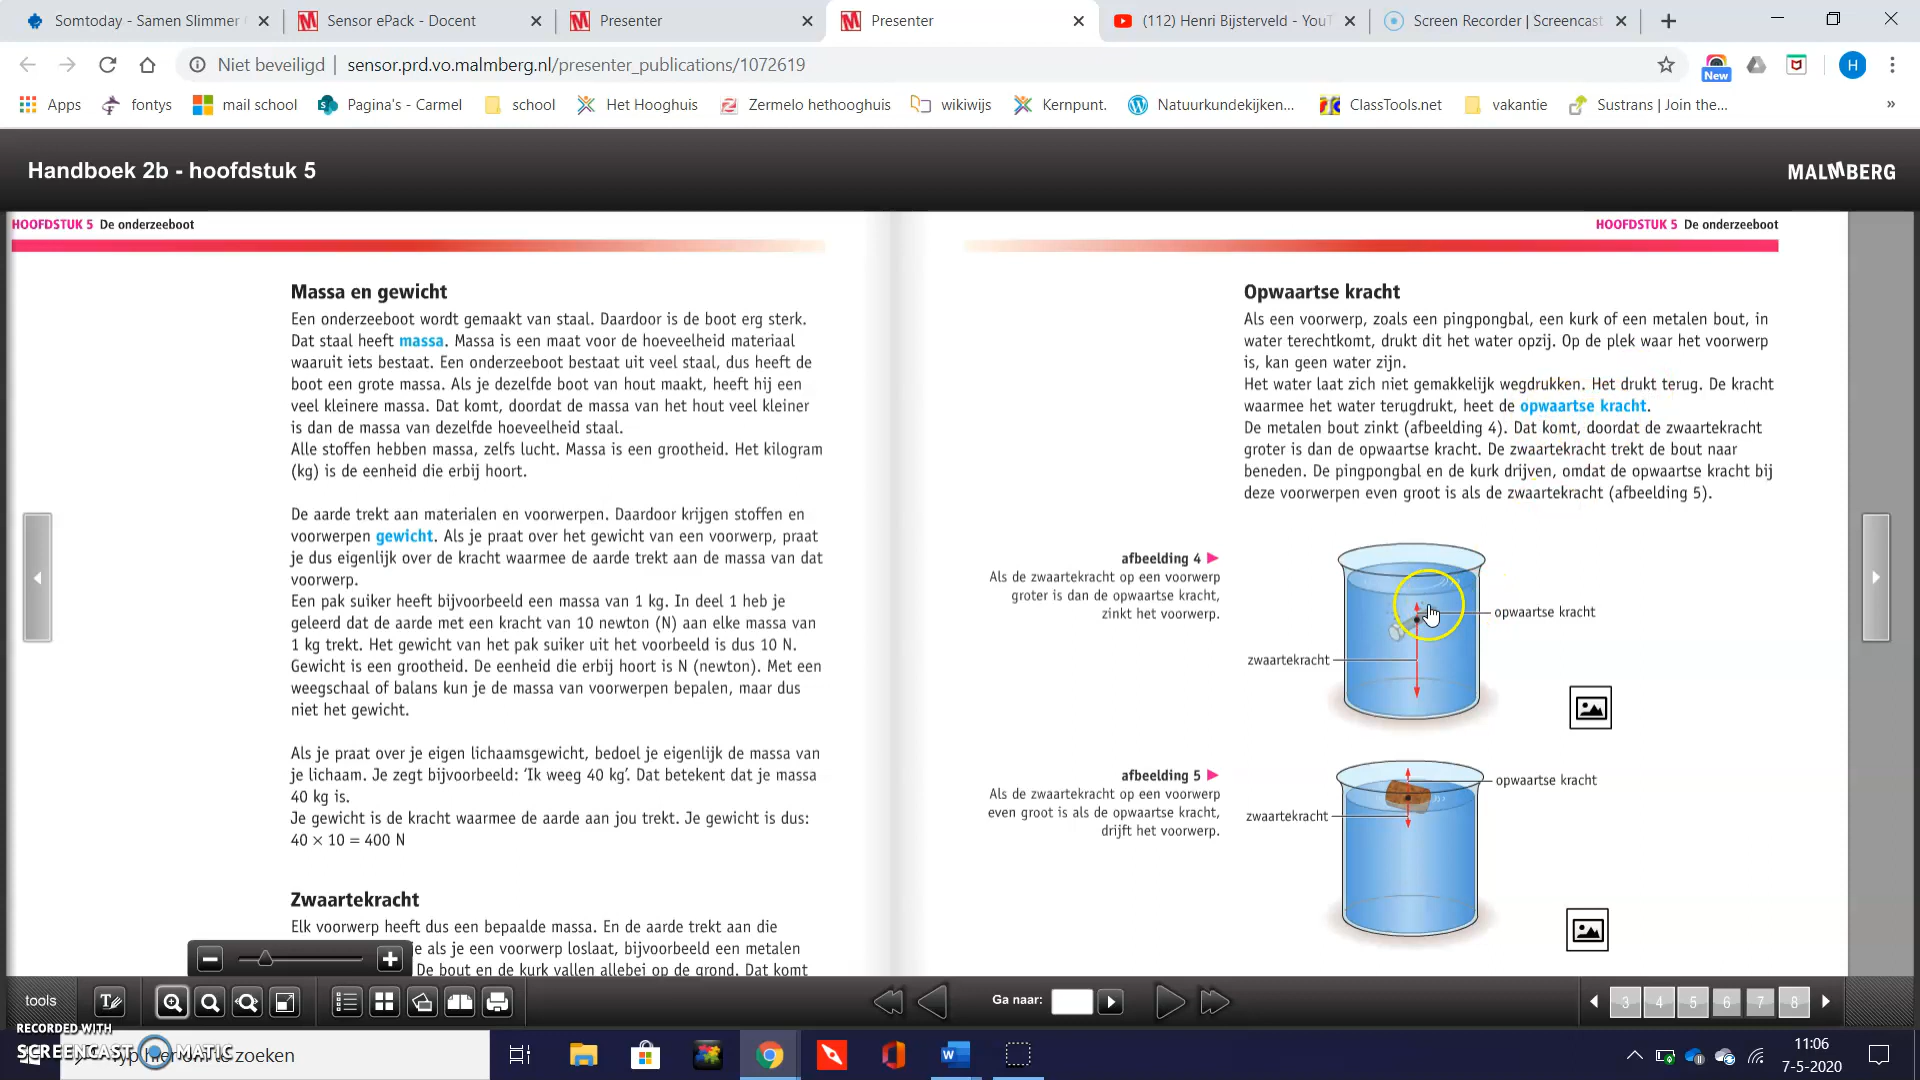 Somtoday - Samen Slimmer
Sensor ePack - Docent
Presenter
Presenter
(112) Henri Bijsterveld - YouT
Screen Recorder | Screencast
Niet beveiligd | sensor.prd.vo.malmberg.nl/presenter_publications/1072619
New
H
Apps
fontys
mail school
Pagina's - Carmel
school
Het Hooghuis
Zermelo hethooghuis
wikiwijs
Kernpunt.
Natuurkundekijken...
ClassTools.net
vakantie
Sustrans | Join the...
»
Handboek 2b - hoofdstuk 5
MALMBERG
HOOFDSTUK 5 De onderzeeboot
Massa en gewicht
Een onderzeeboot wordt gemaakt van staal. Daardoor is de boot erg sterk.
Dat staal heeft massa. Massa is een maat voor de hoeveelheid materiaal
waaruit iets bestaat. Een onderzeeboot bestaat uit veel staal, dus heeft de
boot een grote massa. Als je dezelfde boot van hout maakt, heeft hij een
veel kleinere massa. Dat komt, doordat de massa van het hout veel kleiner
is dan de massa van dezelfde hoeveelheid staal.
Alle stoffen hebben massa, zelfs lucht. Massa is een grootheid. Het kilogram
(kg) is de eenheid die erbij hoort.
De aarde trekt aan materialen en voorwerpen. Daardoor krijgen stoffen en
voorwerpen gewicht. Als je praat over het gewicht van een voorwerp, praat
je dus eigenlijk over de kracht waarmee de aarde trekt aan de massa van dat
voorwerp.
Een pak suiker heeft bijvoorbeeld een massa van 1 kg. In deel 1 heb je
geleerd dat de aarde met een kracht van 10 newton (N) aan elke massa van
1 kg trekt. Het gewicht van het pak suiker uit het voorbeeld is dus 10 N.
Gewicht is een grootheid. De eenheid die erbij hoort is N (newton). Met een
weegschaal of balans kun je de massa van voorwerpen bepalen, maar dus
niet het gewicht.
Als je praat over je eigen lichaamsgewicht, bedoel je eigenlijk de massa van
je lichaam. Je zegt bijvoorbeeld: 'Ik weeg 40 kg'. Dat betekent dat je massa
40 kg is.
Je gewicht is de kracht waarmee de aarde aan jou trekt. Je gewicht is dus:
40 × 10 = 400 N
Zwaartekracht
Elk voorwerp heeft dus een bepaalde massa. En de aarde trekt aan die
e als je een voorwerp loslaat, bijvoorbeeld een metalen
De bout en de kurk vallen allebei op de grond. Dat komt
HOOFDSTUK 5 De onderzeeboot
Opwaartse kracht
Als een voorwerp, zoals een pingpongbal, een kurk of een metalen bout, in
water terechtkomt, drukt dit het water opzij. Op de plek waar het voorwerp
is, kan geen water zijn.
Het water laat zich niet gemakkelijk wegdrukken. Het drukt terug. De kracht
waarmee het water terugdrukt, heet de opwaartse kracht.
De metalen bout zinkt (afbeelding 4). Dat komt, doordat de zwaartekracht
groter is dan de opwaartse kracht. De zwaartekracht trekt de bout naar
beneden. De pingpongbal en de kurk drijven, omdat de opwaartse kracht bij
deze voorwerpen even groot is als de zwaartekracht (afbeelding 5).
afbeelding 4
Als de zwaartekracht op een voorwerp
groter is dan de opwaartse kracht,
zinkt het voorwerp.
opwaartse kracht
zwaartekracht
afbeelding 5
Als de zwaartekracht op een voorwerp
even groot is als de opwaartse kracht,
drijft het voorwerp.
opwaartse kracht
zwaartekracht
tools
Ga naar:
3 4 5 6 7 8
RECORDED WITH
SCREENCAST MATIC
Typ hier om te zoeken
11:06
7-5-2020